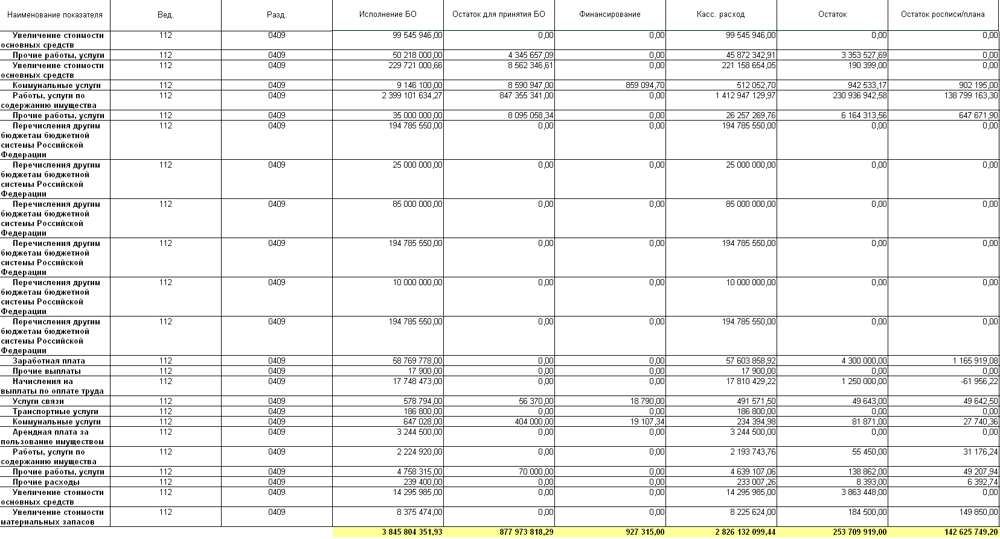 Наименование показателя Вед. Разд. Исполнение БО Остаток для принятия БО Финансирование Касс. расход Остаток Остаток росписи/плана
Увеличение стоимости 112 0409 99 545 946,00 0,00 0,00 99 545 946,00 0,00 0,00
основных средств
Прочие работы, услуги 112 0409 50 218 000,00 4 345 657,09 0,00 45 872 342,91 3 353 527,69 0,00
Увеличение стоимости 112 0409 229 721 000,66 8 562 346,61 0,00 221 158 654,05 190 399,00 0,00
основных средств
Коммунальные услуги 112 0409 9 146 100,00 8 590 947,00 859 094,70 512 052,70 942 533,17 902 195,00
Работы, услуги по 112 0409 2 399 101 634,27 847 355 341,00 0,00 1 412 947 129,97 230 936 942,58 138 799 163,30
содержанию имущества
Прочие работы, услуги 112 0409 35 000 000,00 8 095 058,34 0,00 26 257 269,76 6 164 313,56 647 671,90
Перечисления другим 112 0409 194 785 550,00 0,00 0,00 194 785 550,00 0,00 0,00
бюджетам бюджетной
системы Российской
Федерации
Перечисления другим 112 0409 25 000 000,00 0,00 0,00 25 000 000,00 0,00 0,00
бюджетам бюджетной
системы Российской
Федерации
Перечисления другим 112 0409 85 000 000,00 0,00 0,00 85 000 000,00 0,00 0,00
бюджетам бюджетной
системы Российской
Федерации
Перечисления другим 112 0409 194 785 550,00 0,00 0,00 194 785 550,00 0,00 0,00
бюджетам бюджетной
системы Российской
Федерации
Перечисления другим 112 0409 10 000 000,00 0,00 0,00 10 000 000,00 0,00 0,00
бюджетам бюджетной
системы Российской
Федерации
Перечисления другим 112 0409 194 785 550,00 0,00 0,00 194 785 550,00 0,00 0,00
бюджетам бюджетной
системы Российской
Федерации
Заработная плата 112 0409 58 769 778,00 0,00 0,00 57 603 858,92 4 300 000,00 1 165 919,08
Прочие выплаты 112 0409 17 900,00 0,00 0,00 17 900,00 0,00 0,00
Начисления на 112 0409 17 748 473,00 0,00 0,00 17 810 429,22 1 250 000,00 -61 956,22
выплаты по оплате труда
Услуги связи 112 0409 578 794,00 56 370,00 18 790,00 491 571,50 49 643,00 49 642,50
Транспортные услуги 112 0409 186 800,00 0,00 0,00 186 800,00 0,00 0,00
Коммунальные услуги 112 0409 647 028,00 404 000,00 19 107,34 234 394,98 81 871,00 27 740,36
Арендная плата за 112 0409 3 244 500,00 0,00 0,00 3 244 500,00 0,00 0,00
пользование имуществом
Работы, услуги по 112 0409 2 224 920,00 0,00 0,00 2 193 743,76 55 450,00 31 176,24
содержанию имущества
Прочие работы, услуги 112 0409 4 758 315,00 70 000,00 0,00 4 639 107,06 138 862,00 49 207,94
Прочие расходы 112 0409 239 400,00 0,00 0,00 233 007,26 8 393,00 6 392,74
Увеличение стоимости 112 0409 14 295 985,00 0,00 0,00 14 295 985,00 3 863 448,00 0,00
основных средств
Увеличение стоимости 112 0409 8 375 474,00 0,00 0,00 8 225 624,00 184 500,00 149 850,00
материальных запасов
3 845 804 351,93 877 973 818,29 927 315,00 2 826 132 099,44 253 709 919,00 142 625 749,20